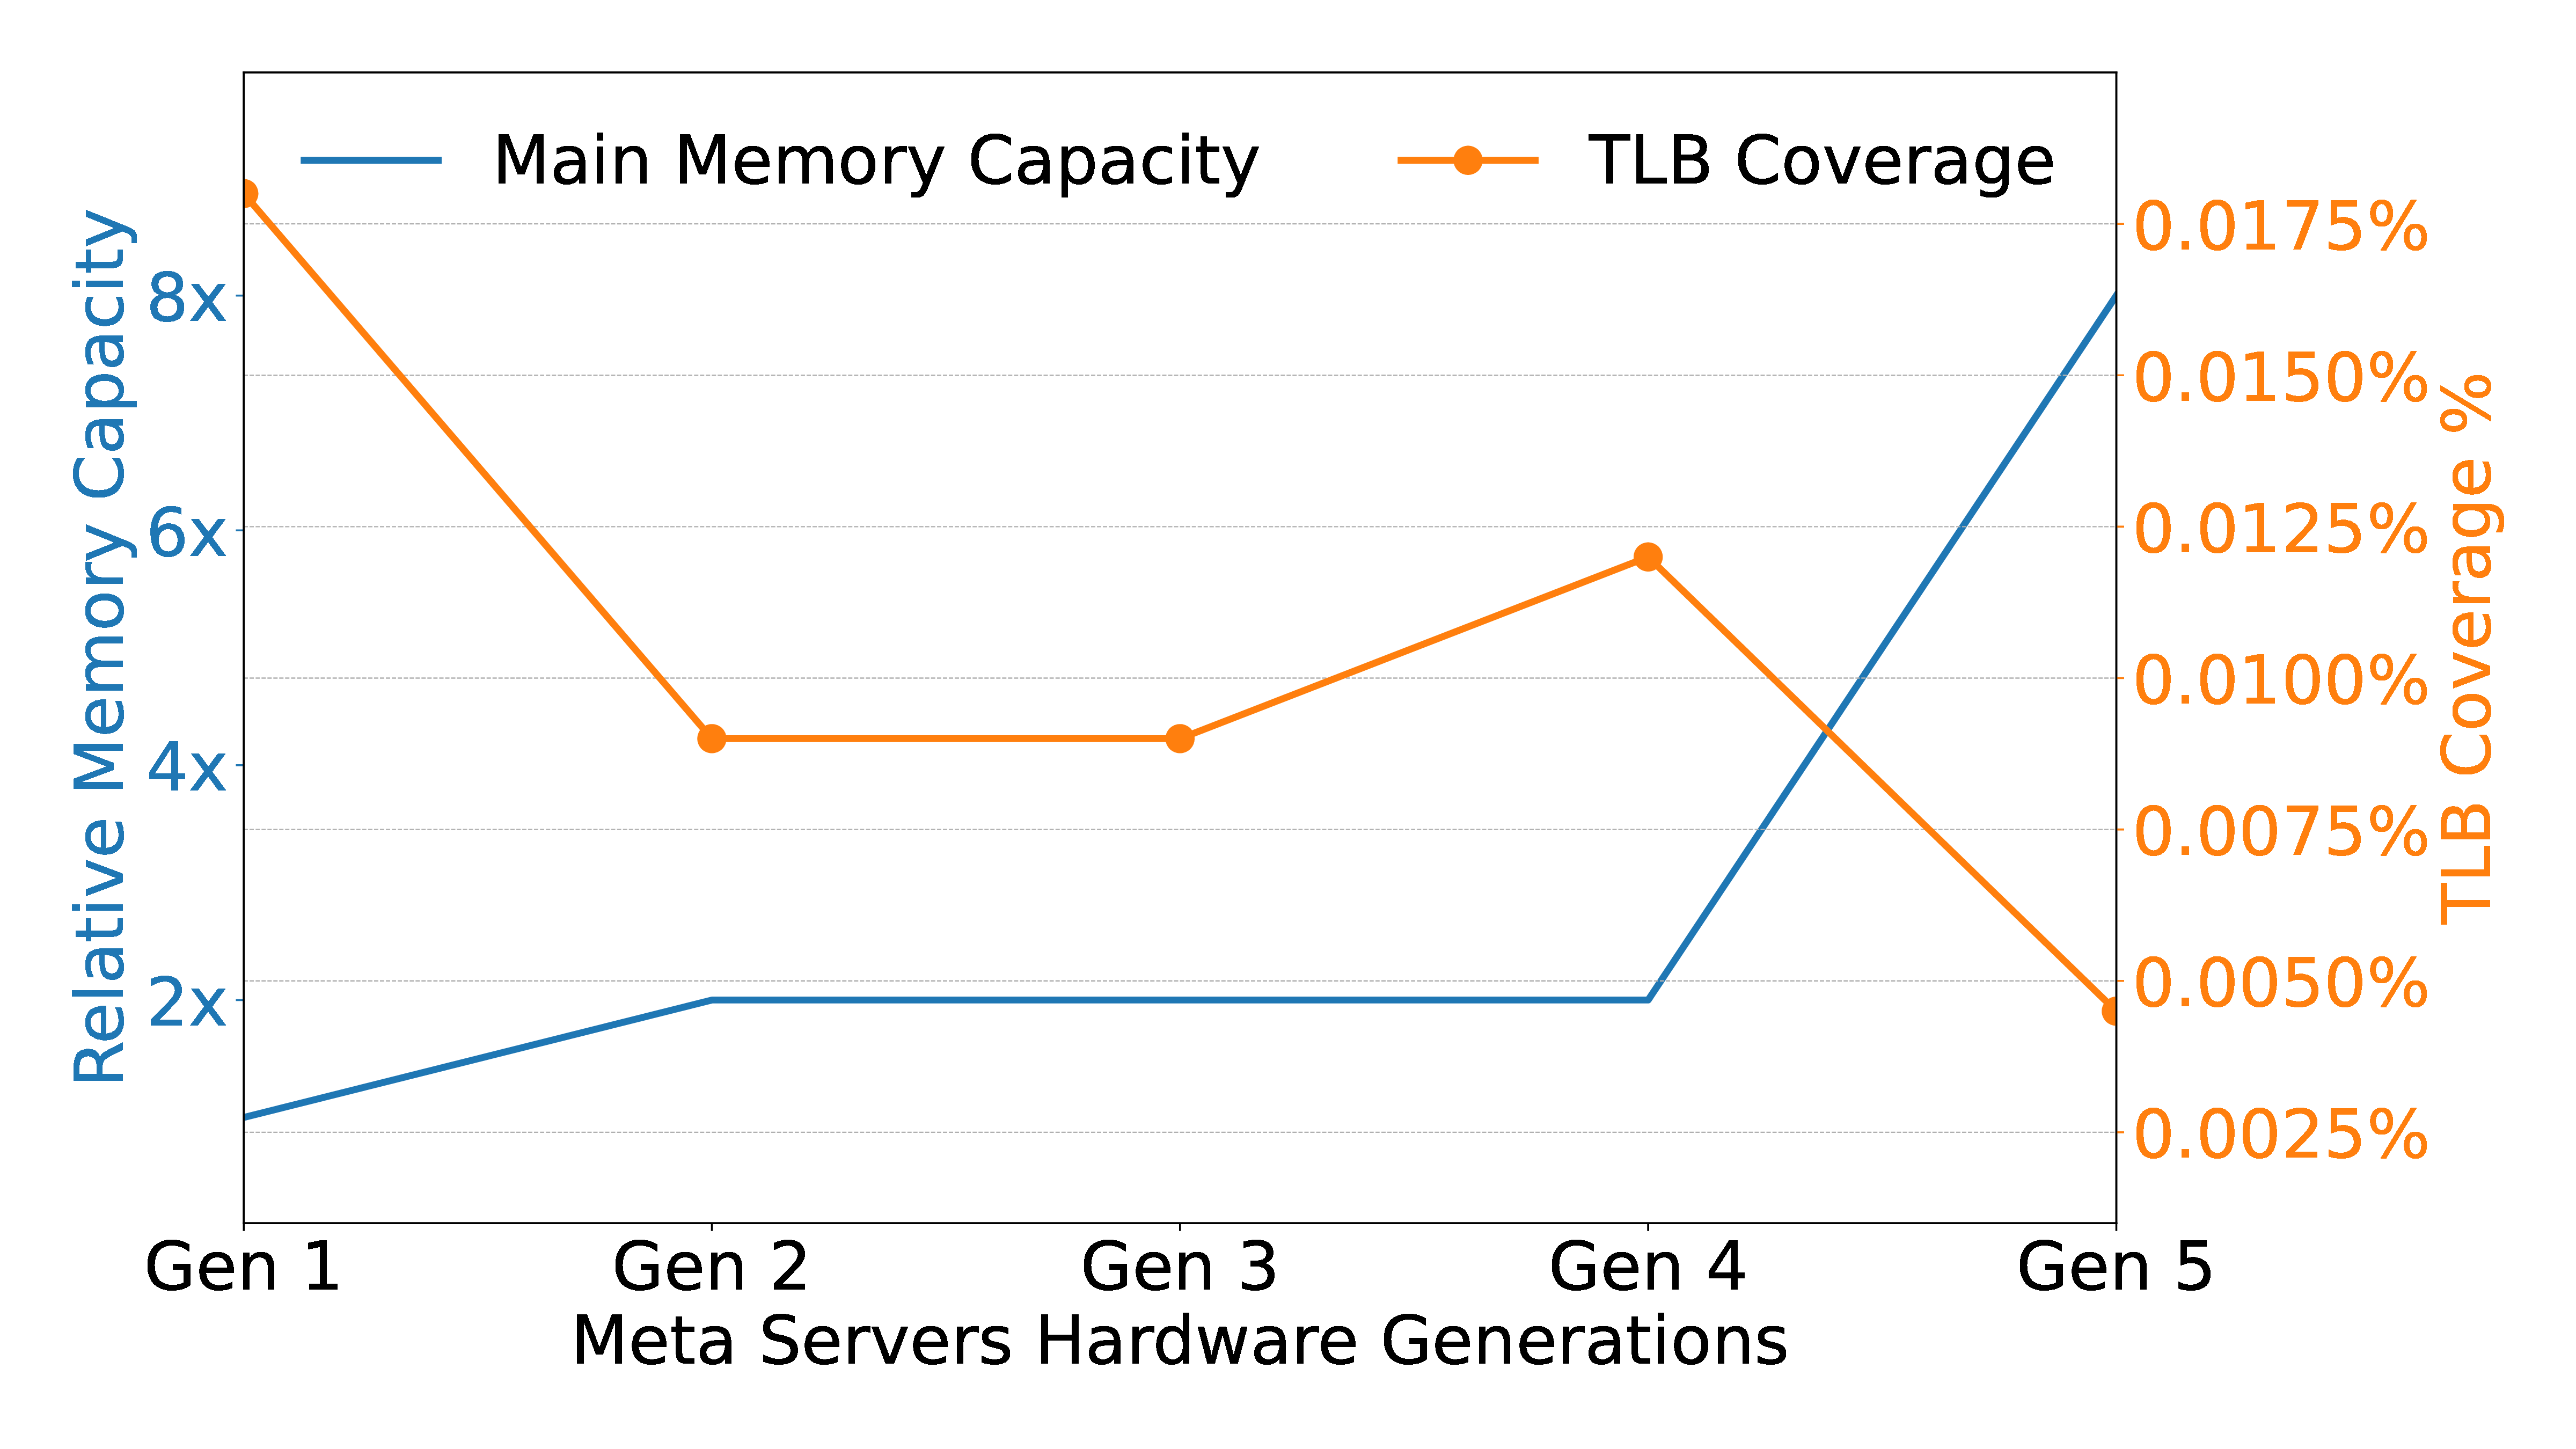 Main Memory Capacity
TLB Coverage
Relative Memory Capacity
8x
6x
4x
2x
0.0175%
0.0150%
0.0125%
0.0100%
0.0075%
0.0050%
0.0025%
TLB Coverage %
Gen 1
Gen 2
Gen 3
Gen 4
Gen 5
Meta Servers Hardware Generations